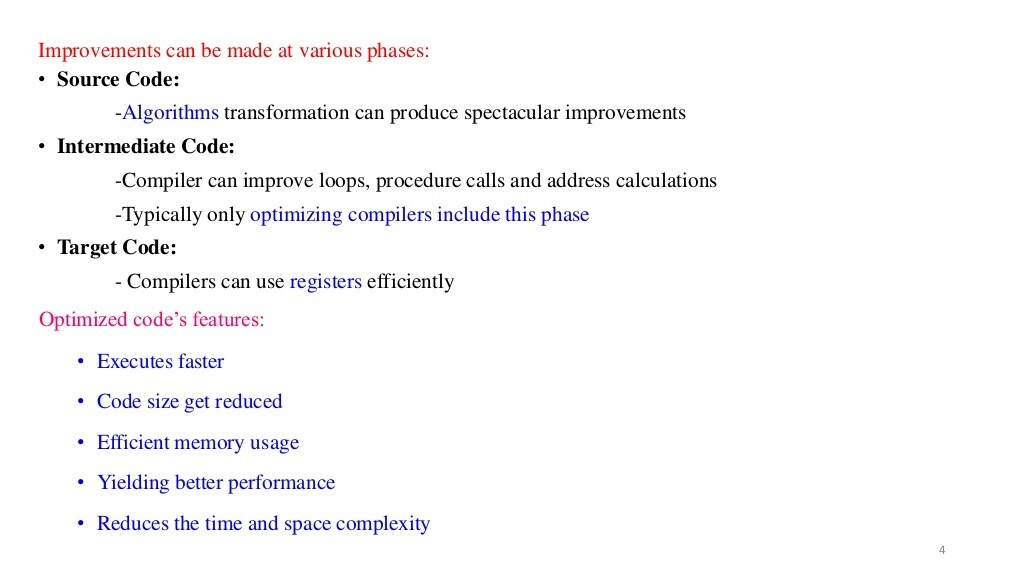 Improvements can be made at various phases:
• Source Code:
-Algorithms transformation can produce spectacular improvements
• Intermediate Code:
-Compiler can improve loops, procedure calls and address calculations
-Typically only optimizing compilers include this phase
• Target Code:
- Compilers can use registers efficiently
Optimized code’s features:
• Executes faster
• Code size get reduced
• Efficient memory usage
• Yielding better performance
• Reduces the time and space complexity
4